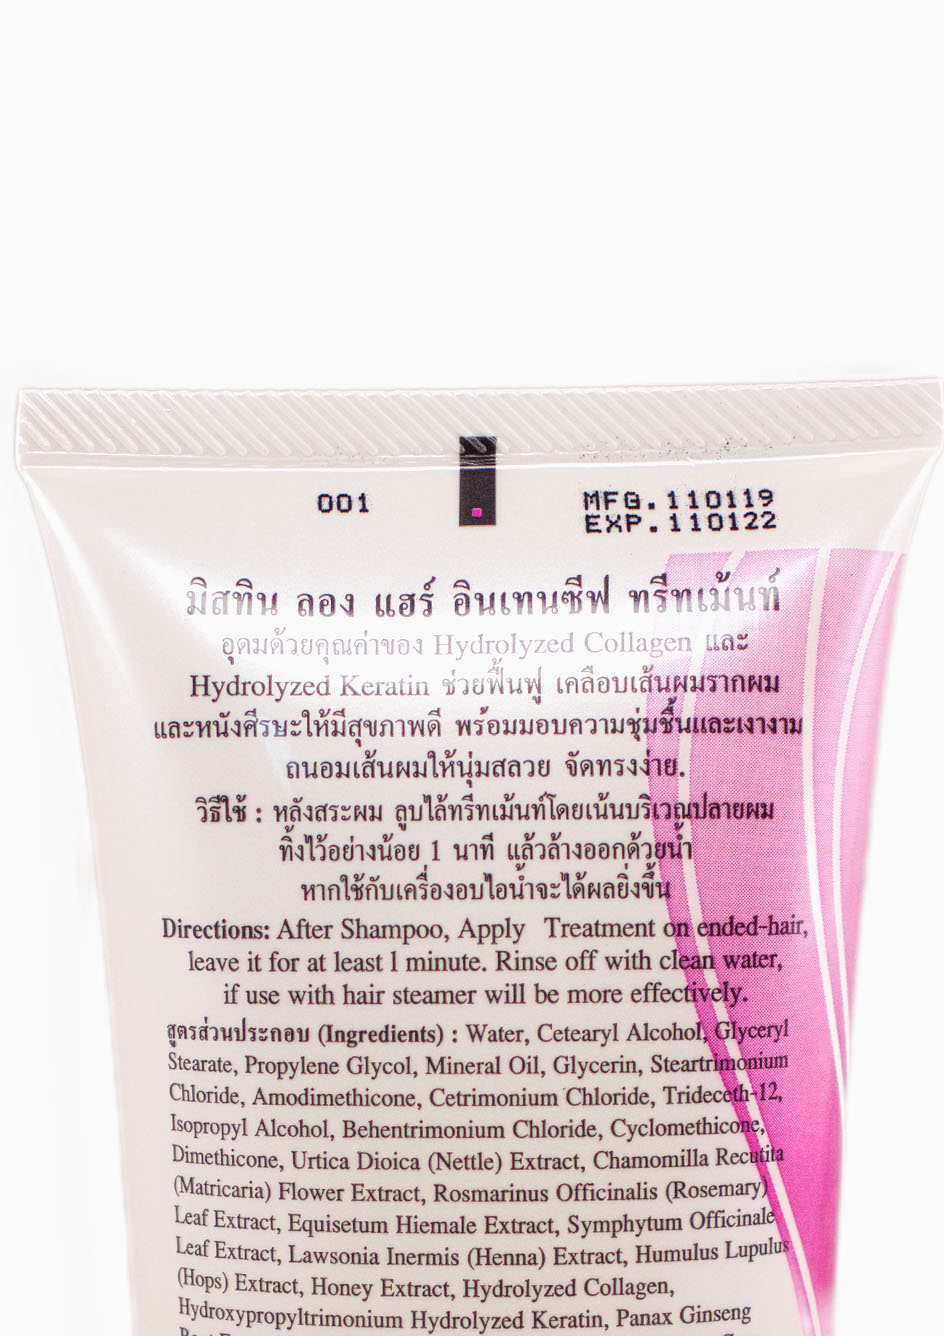 001
MFG.110119
EXP.110122
มิสทิน ลอง แฮร์ อินเทนซีฟ ทรีทเม้นท์
อุดมด้วยคุณค่าของ Hydrolyzed Collagen และ
Hydrolyzed Keratin ช่วยฟื้นฟู เคลือบเส้นผมรากผม
และหนังศีรษะให้มีสุขภาพดี พร้อมมอบความชุ่มชื้นและเงางาม
ถนอมเส้นผมให้นุ่มสลวย จัดทรงง่าย.
วิธีใช้ : หลังสระผม ลูบไล้ทรีทเม้นท์โดยเน้นบริเวณปลายผม
ทิ้งไว้อย่างน้อย 1 นาที แล้วล้างออกด้วยน้ำ
หากใช้กับเครื่องอบไอน้ำจะได้ผลยิ่งขึ้น
Directions: After Shampoo, Apply Treatment on ended-hair,
leave it for at least 1 minute. Rinse off with clean water,
if use with hair steamer will be more effectively.
สูตรส่วนประกอบ (Ingredients) : Water, Cetearyl Alcohol, Glyceryl
Stearate, Propylene Glycol, Mineral Oil, Glycerin, Steartrimonium
Chloride, Amodimethicone, Cetrimonium Chloride, Trideceth-12,
Isopropyl Alcohol, Behentrimonium Chloride, Cyclomethicone,
Dimethicone, Urtica Dioica (Nettle) Extract, Chamomilla Recutita
(Matricaria) Flower Extract, Rosmarinus Officinalis (Rosemary)
Leaf Extract, Equisetum Hiemale Extract, Symphytum Officinale
Leaf Extract, Lawsonia Inermis (Henna) Extract, Humulus Lupulus
(Hops) Extract, Honey Extract, Hydrolyzed Collagen,
Hydroxypropyltrimonium Hydrolyzed Keratin, Panax Ginseng